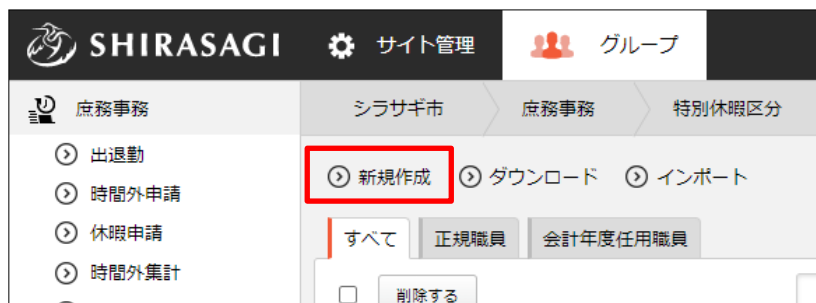 SHIRASAGI サイト管理 グループ
庶務事務
シラサギ市 庶務事務 特別休暇区分
出退勤
時間外申請
休暇申請
時間外集計
新規作成 ダウンロード インポート
すべて 正規職員 会計年度任用職員
削除する